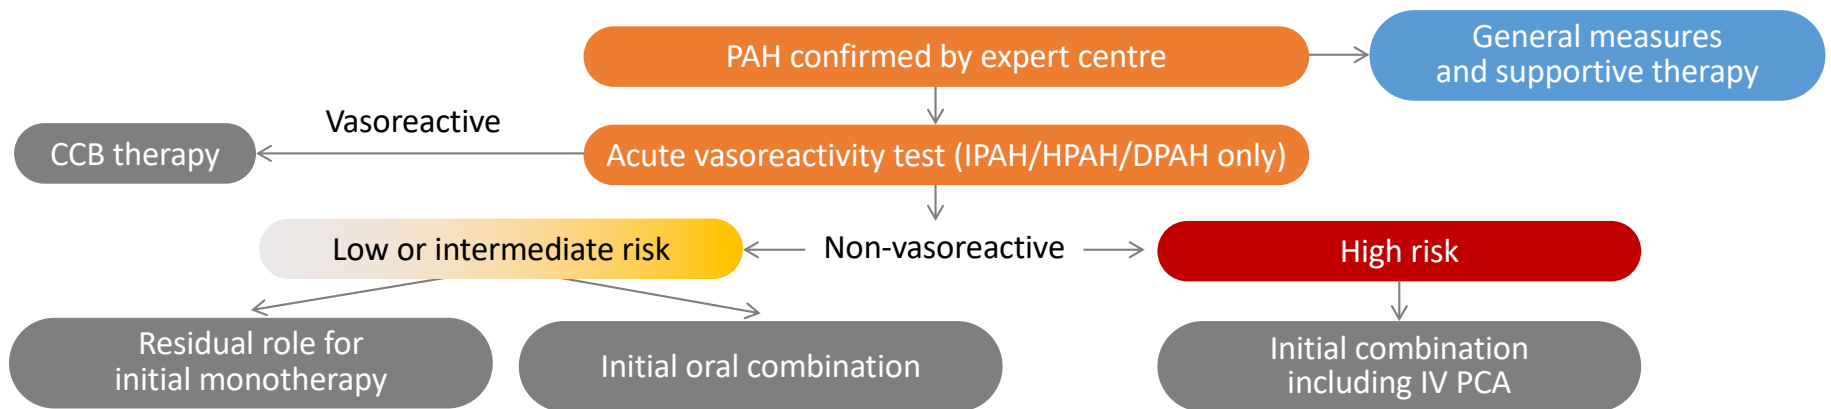 PAH confirmed by expert centre
General measures
and supportive therapy
Vasoreactive
CCB therapy
Acute vasoreactivity test (IPAH/HPAH/DPAH only)
Low or intermediate risk
Non-vasoreactive
High risk
Residual role for
initial monotherapy
Initial oral combination
Initial combination
including IV PCA